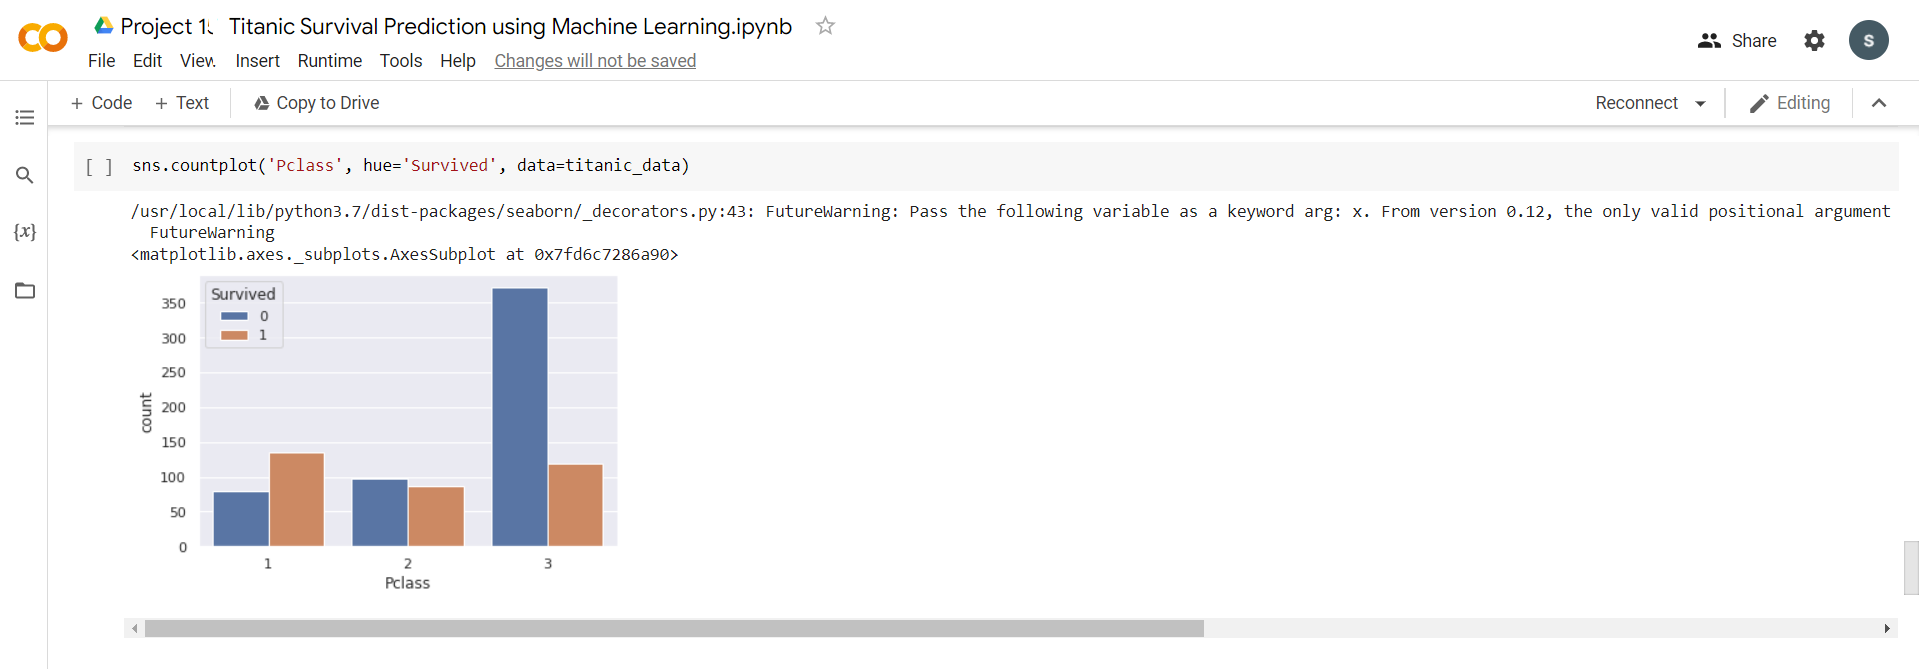 Project 15 Titanic Survival Prediction using Machine Learning.ipynb
File Edit View Insert Runtime Tools Help Changes will not be saved
Share
S
+ Code + Text Copy to Drive
Reconnect Editing
{x}
[ ] sns.countplot('Pclass', hue='Survived', data=titanic_data)
/usr/local/lib/python3.7/dist-packages/seaborn/_decorators.py:43: FutureWarning: Pass the following variable as a keyword arg: x. From version 0.12, the only valid positional argument
FutureWarning
<matplotlib.axes._subplots.AxesSubplot at 0x7fd6c7286a90>
Survived
0
1
350
300
250
200
150
100
50
0
count
1 2 3
Pclass